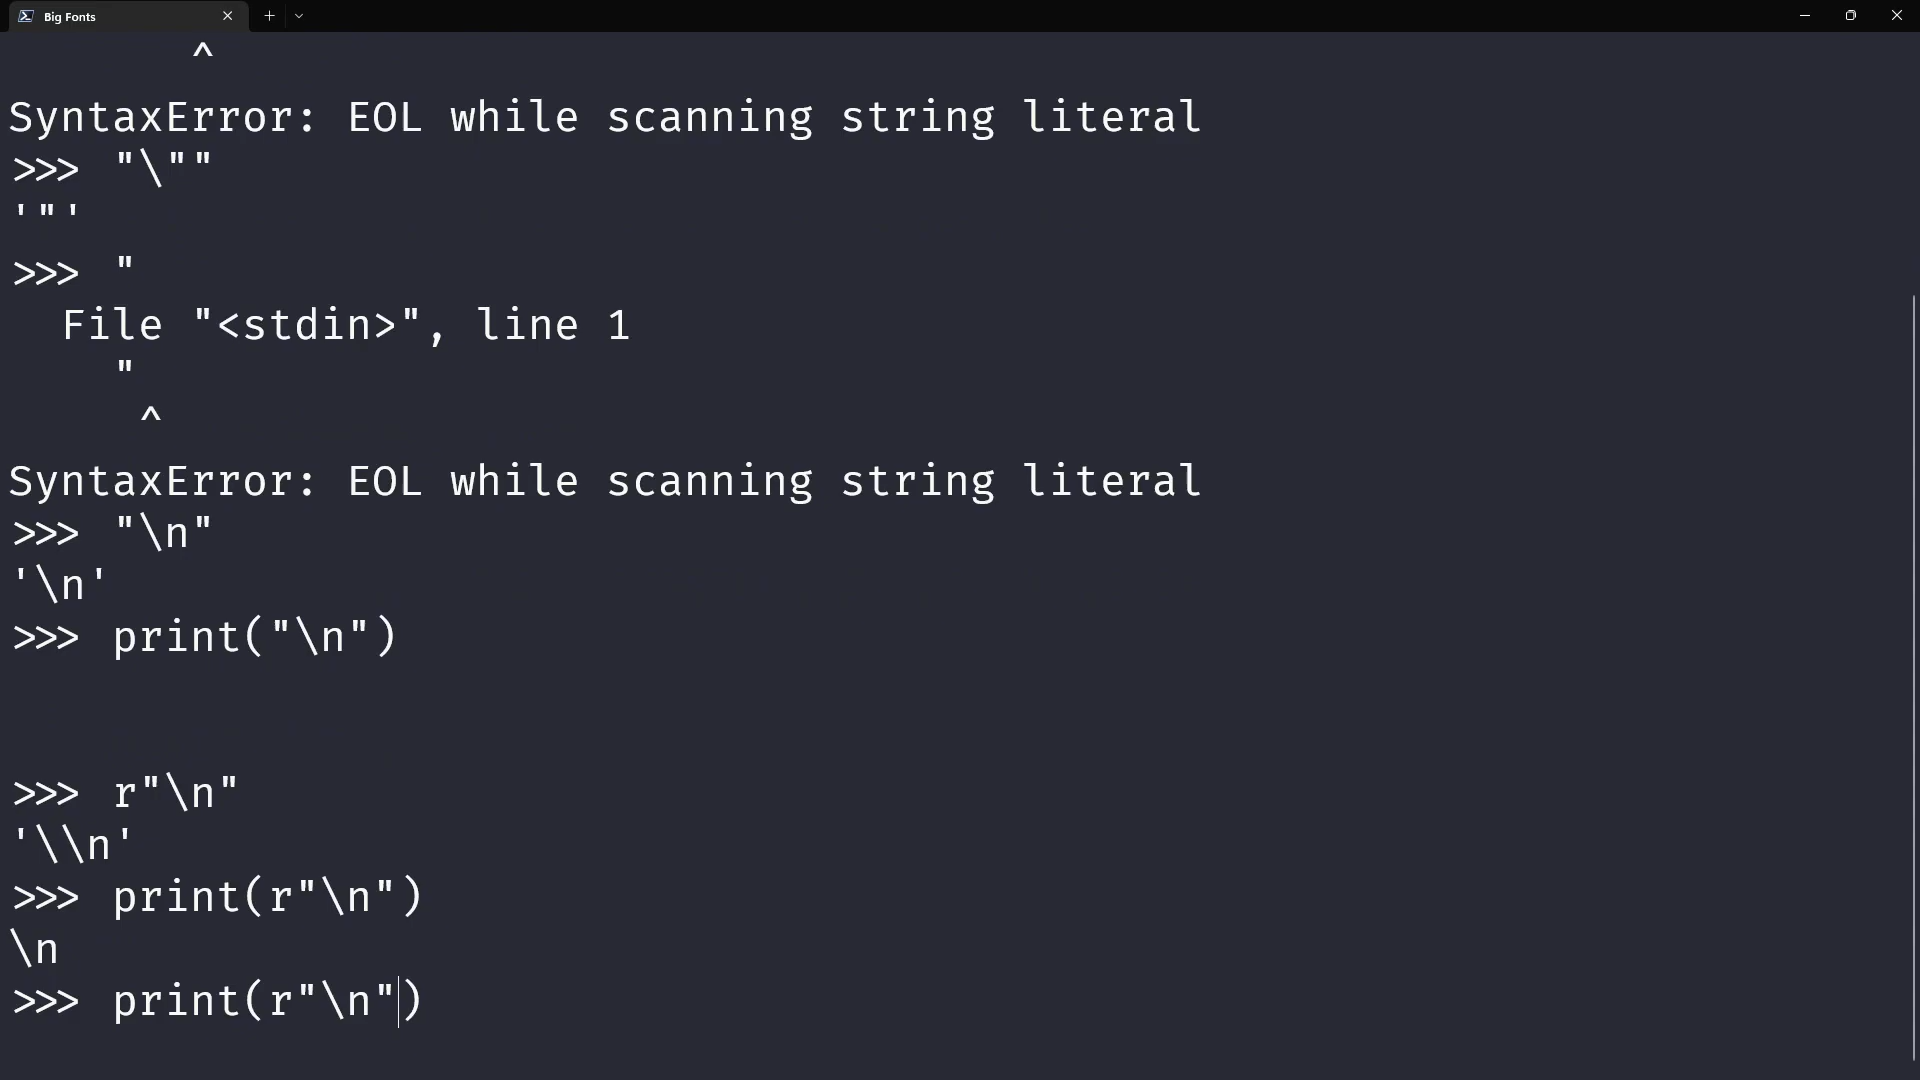 Big Fonts
^
SyntaxError: EOL while scanning string literal
>>> "\""
'"'
>>> "
File "<stdin>", line 1
"
^
SyntaxError: EOL while scanning string literal
>>> "\n"
'\n'
>>> print("\n")
>>> r"\n"
'\\n'
>>> print(r"\n")
\n
>>> print(r"\n")